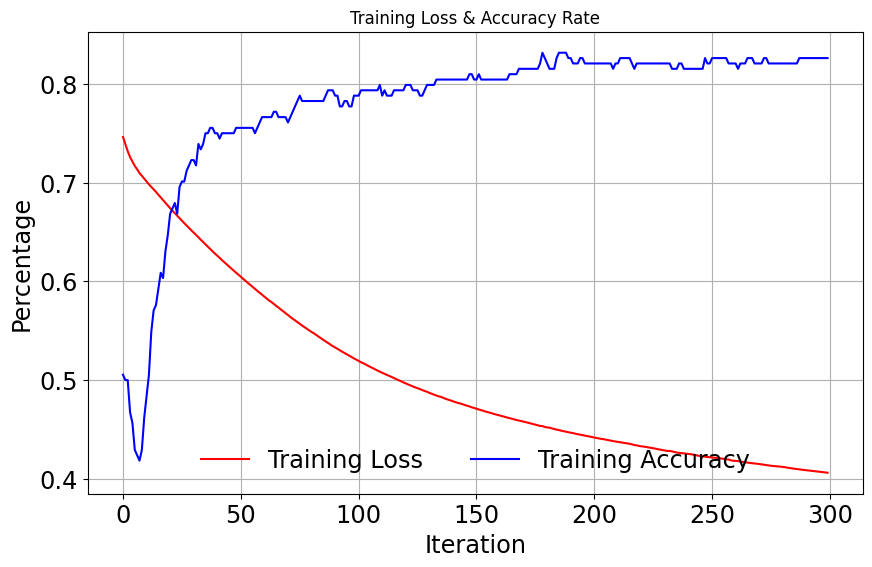 Training Loss & Accuracy Rate
Percentage
0.8
0.7
0.6
0.5
0.4
Training Loss Training Accuracy
0 50 100 150 200 250 300
Iteration